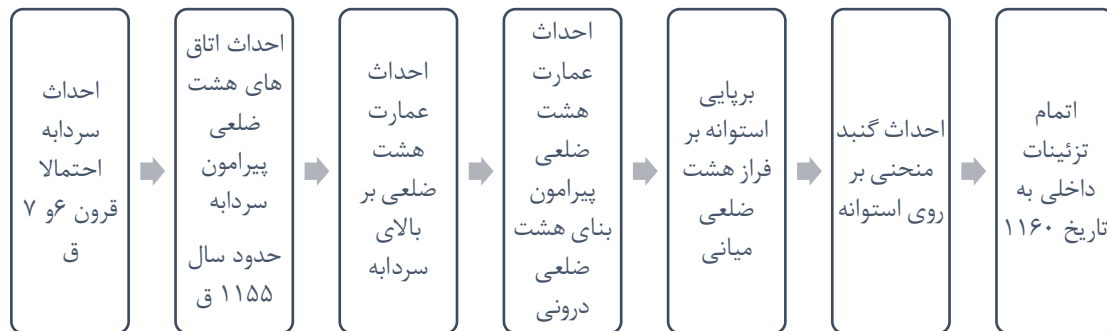 احداث
سردابه
احتمالا
قرون ۶و ۷
ق
احداث اتاق
های هشت
ضلعی
پیرامون
سردابه
حدود سال
۱۱۵۵ ق
احداث
عمارت
هشت
ضلعی بر
بالای
سردابه
احداث
عمارت
هشت
ضلعی
پیرامون
بنای هشت
ضلعی
درونی
برپایی
استوانه بر
فراز هشت
ضلعی
میانی
احداث گنبد
منحنی بر
روی استوانه
اتمام
تزئینات
داخلی به
تاریخ ۱۱۶۰